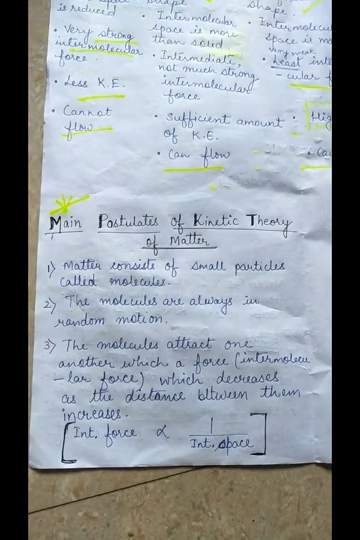 is reduced
• Very strong
intermolecular
force.
• Less K.E.
• Cannot
flow
shape
• Intermolecular
space is more
than solid
• Intermediate,
not much strong
intermolecular
force
• Sufficient amount
of K.E.
• Can flow
shape
• Intermolecul
space is m
very weak
• Least int
-cular f
• Hig
• Ca
Main Postulates of Kinetic Theory
of Matter
1) Matter consists of small particles
called molecules.
2) The molecules are always in
random motion.
3) The molecules attract one
another which a force (intermolecu
-lar force) which decreases
as the distance between them
increases.
[Int. force ∝ 1
Int. space]